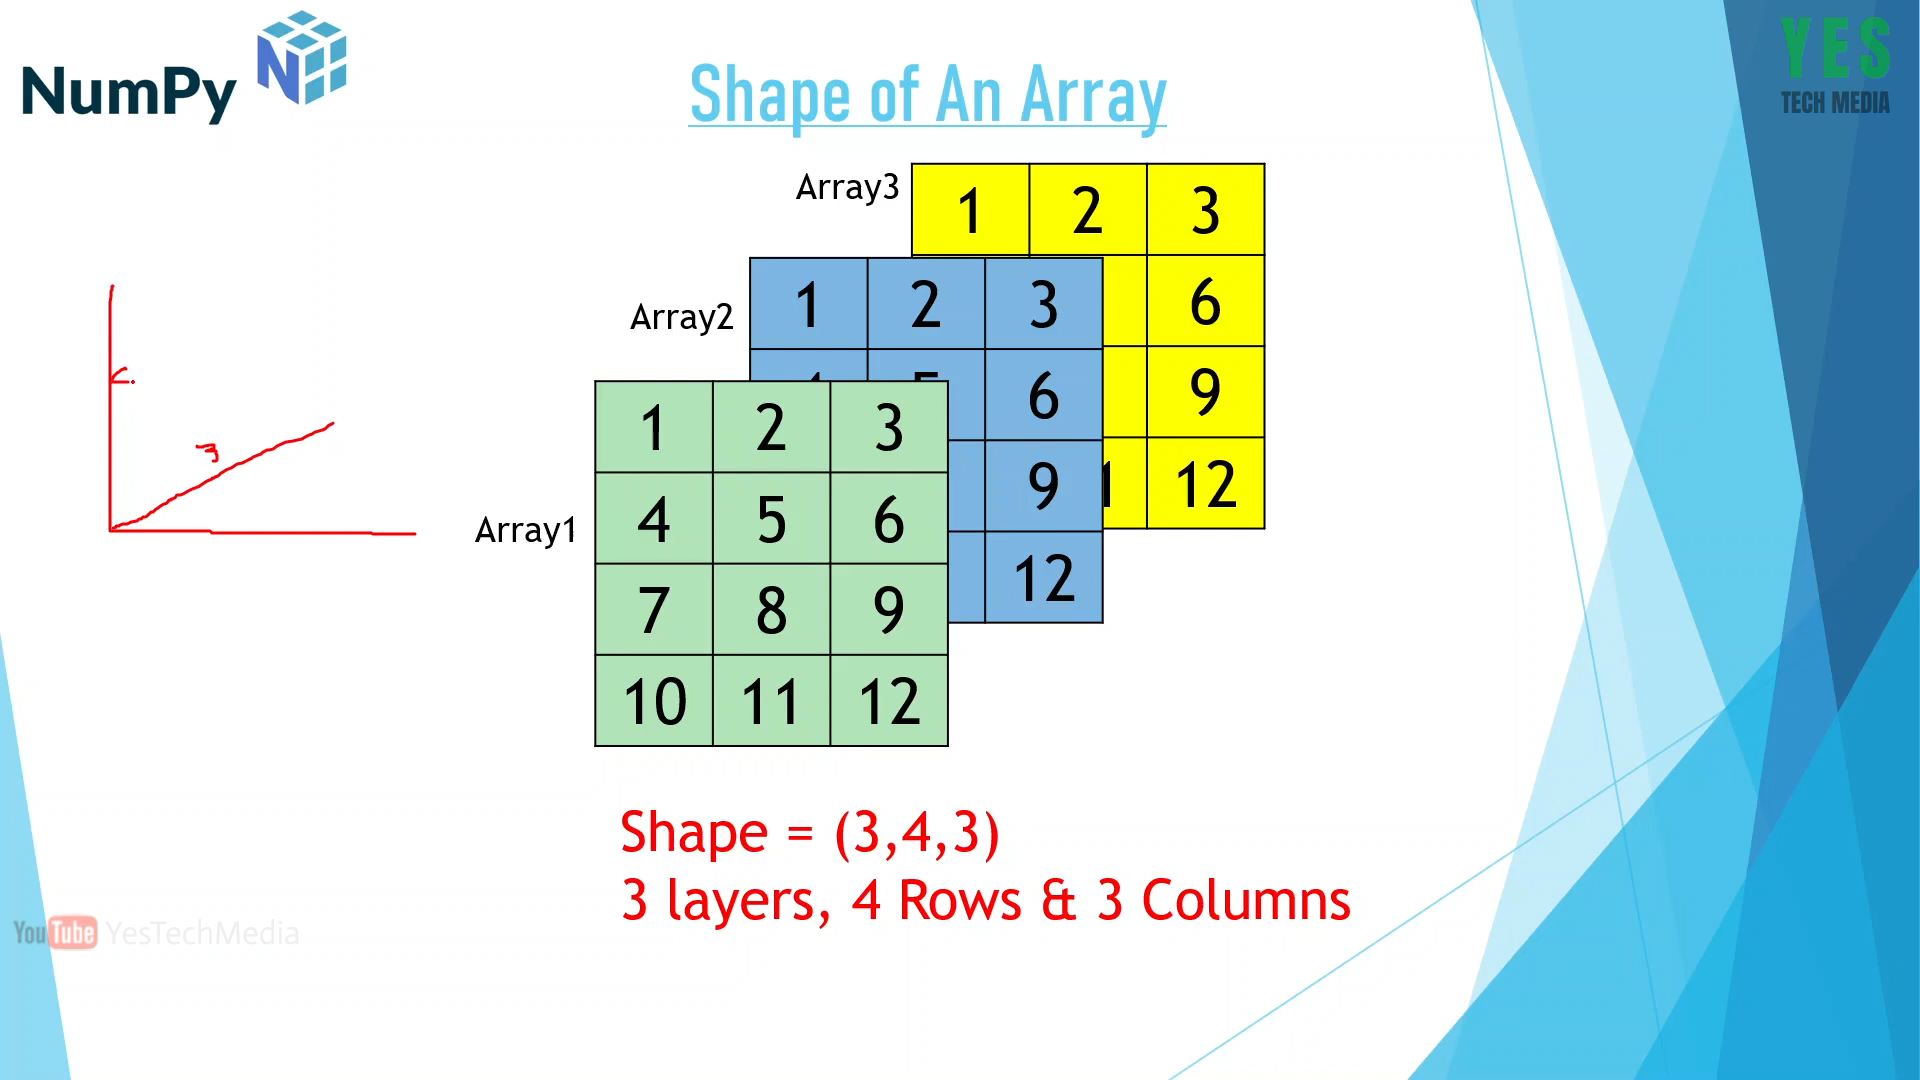 NumPy
YES
TECH MEDIA
Shape of An Array
Array3
1 2 3
6
9
12
Array2
1 2 3
6
9
12
Array1
1 2 3
4 5 6
7 8 9
10 11 12
3
Shape = (3,4,3)
3 layers, 4 Rows & 3 Columns
YouTube YesTechMedia